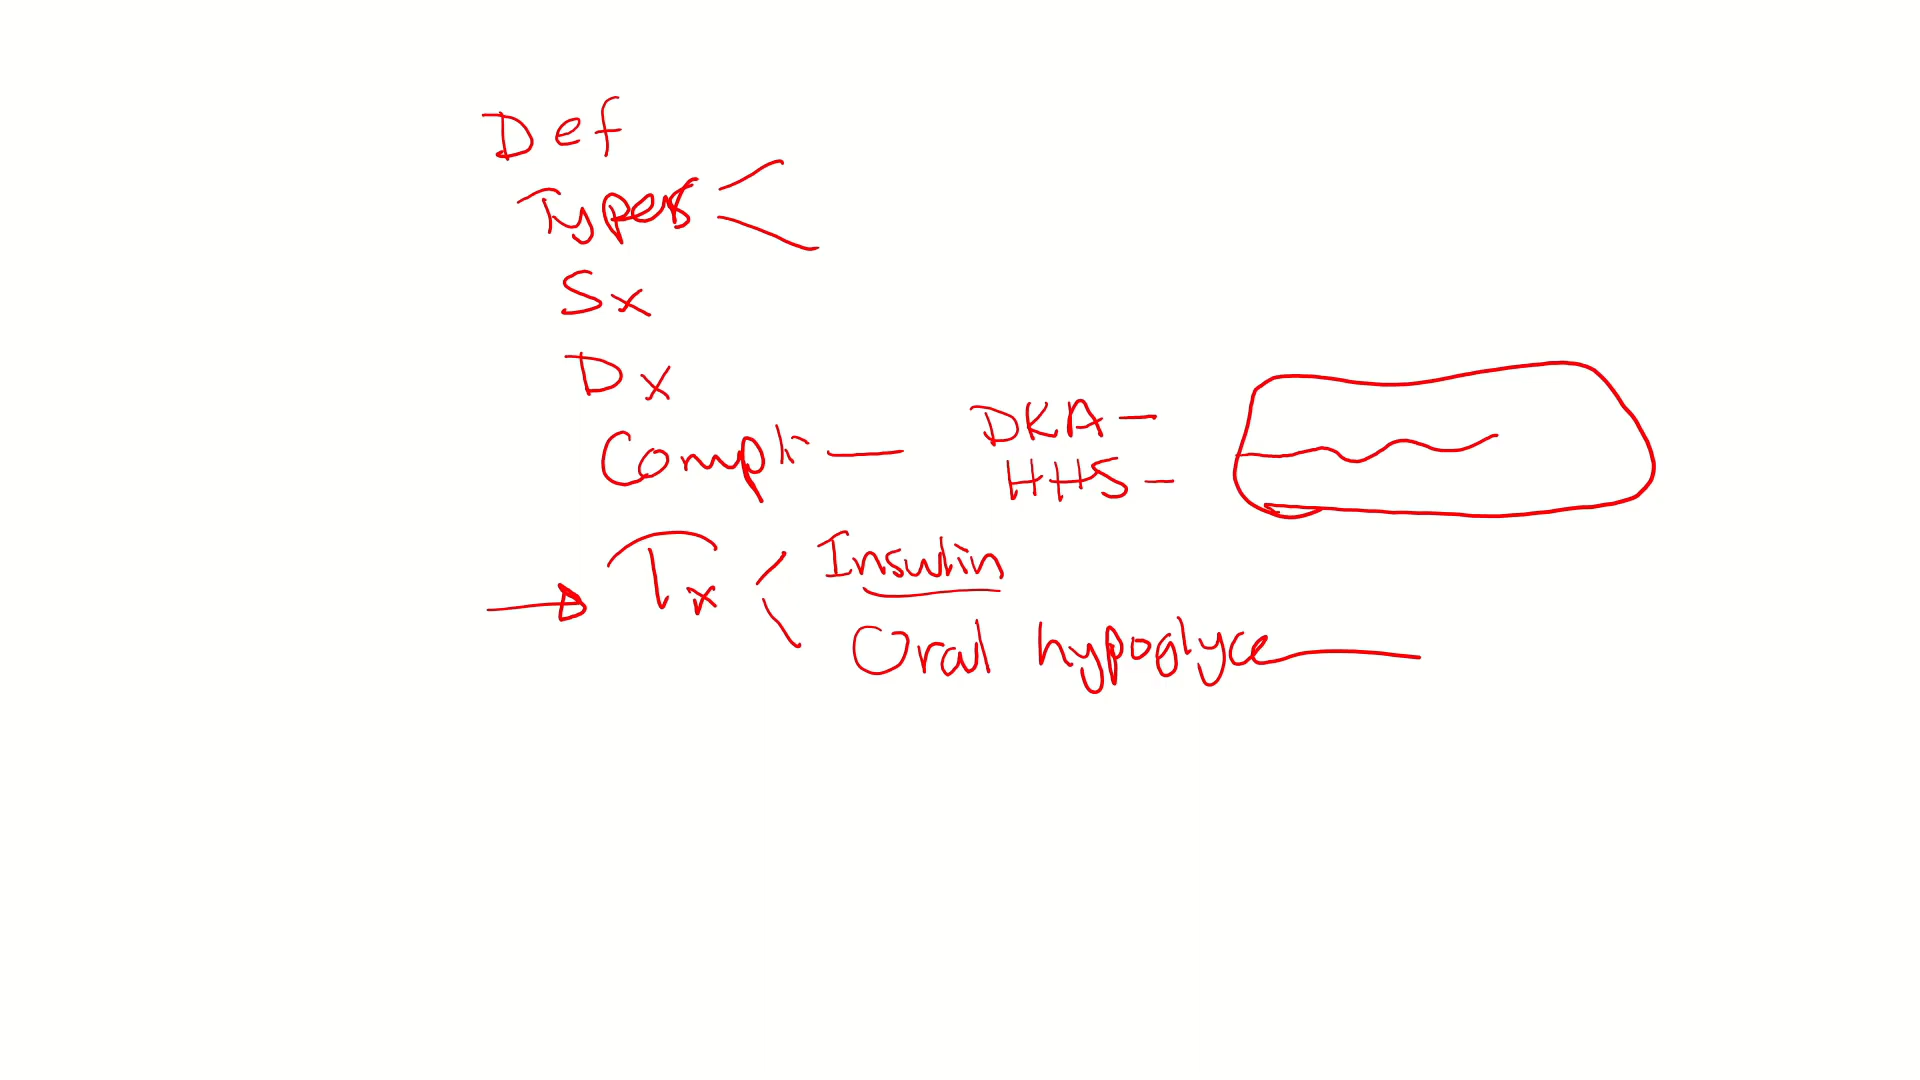 Def
Types
Sx
Dx
Compli — DKA —
HHS —
Tx Insulin
Oral hypoglyce